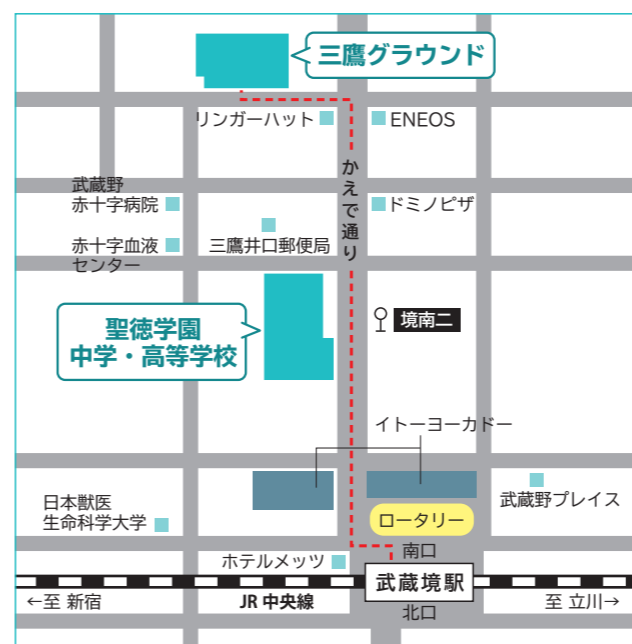 三鷹グラウンド
リンガーハット
ENEOS
かえで通り
武蔵野
赤十字病院
ドミノピザ
赤十字血液
センター
三鷹井口郵便局
聖徳学園
中学・高等学校
境南二
イトーヨーカドー
日本獣医
生命科学大学
武蔵野プレイス
ロータリー
南口
ホテルメッツ
武蔵境駅
←至 新宿
JR 中央線
至 立川→
北口